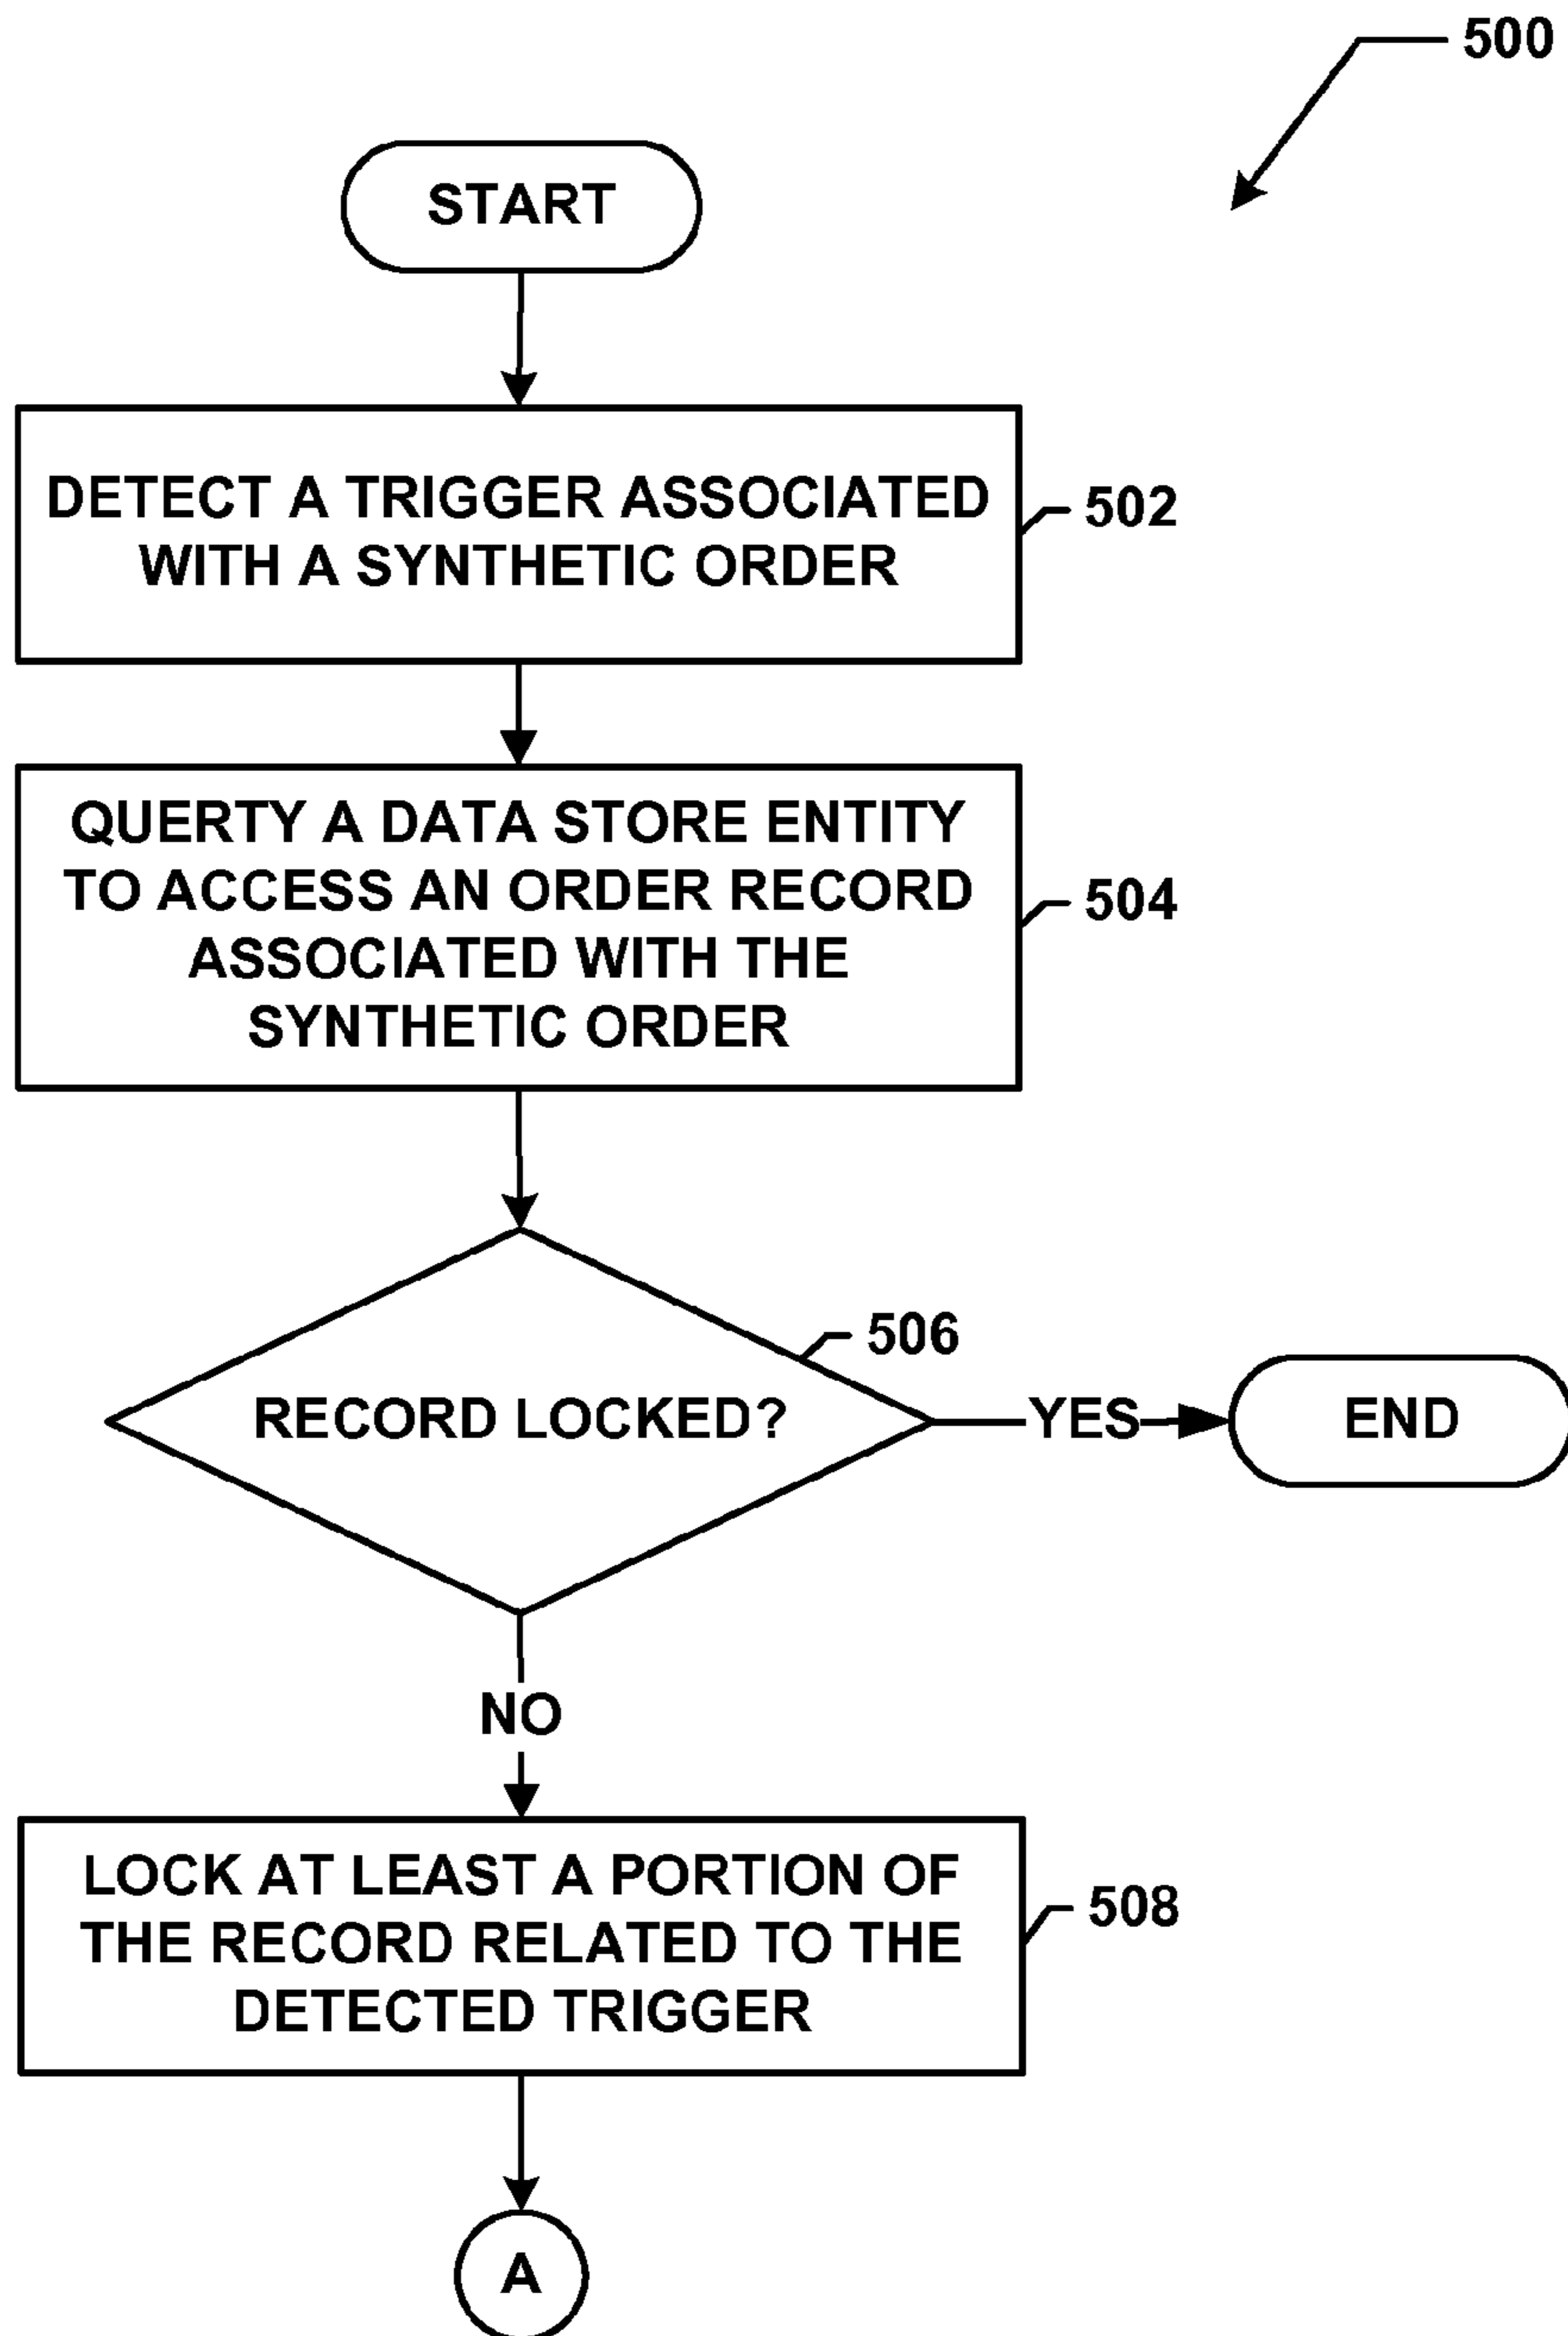 500
START
DETECT A TRIGGER ASSOCIATED
WITH A SYNTHETIC ORDER
502
QUERTY A DATA STORE ENTITY
TO ACCESS AN ORDER RECORD
ASSOCIATED WITH THE
SYNTHETIC ORDER
504
506
RECORD LOCKED?
YES
END
NO
LOCK AT LEAST A PORTION OF
THE RECORD RELATED TO THE
DETECTED TRIGGER
508
A